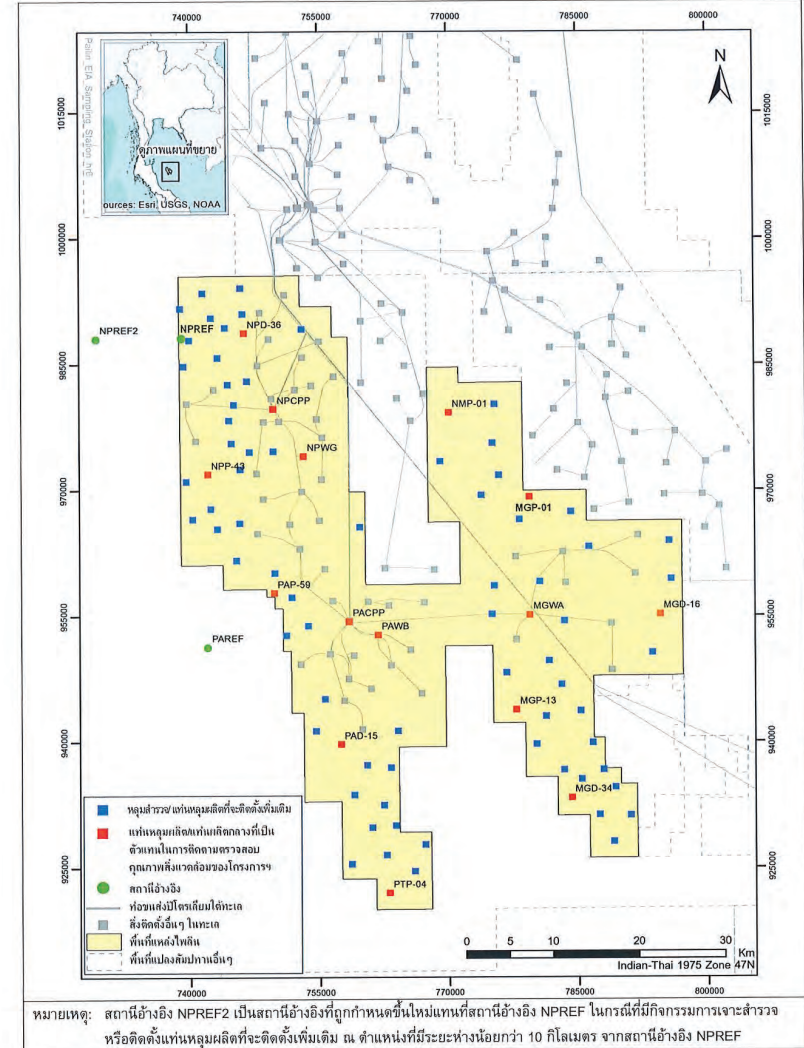 740000 755000 770000 785000 800000
Pailin_EIA_Sampling_Station_
ดูภาพแผนที่ขยาย
ources: Esri, USGS, NOAA
N
1015000 1015000
1000000 1000000
985000 985000
970000 970000
955000 955000
940000 940000
925000 925000
NPREF2
NPREF
NPD-36
NPCPP
NMP-01
NPWG
NPP-43
MGP-01
PAP-59
PACPP
MGWA
MGD-16
PAWB
PAREF
MGP-13
PAD-15
MGD-34
PTP-04
หลุมสำรวจ/แท่นหลุมผลิตที่จะติดตั้งเพิ่มเติม
แท่นหลุมผลิต/แท่นผลิตกลางที่เป็น
ตัวแทนในการติดตามตรวจสอบ
คุณภาพสิ่งแวดล้อมของโครงการฯ
สถานีอ้างอิง
ท่อขนส่งปิโตรเลียมใต้ทะเล
สิ่งติดตั้งอื่นๆ ในทะเล
พื้นที่แหล่งไพลิน
พื้นที่แปลงสัมปทานอื่นๆ
0 5 10 20 30 Km
Indian-Thai 1975 Zone 47N
740000 755000 770000 785000 800000
หมายเหตุ: สถานีอ้างอิง NPREF2 เป็นสถานีอ้างอิงที่ถูกกำหนดขึ้นใหม่แทนที่สถานีอ้างอิง NPREF ในกรณีที่มีกิจกรรมการเจาะสำรวจ
หรือติดตั้งแท่นหลุมผลิตที่จะติดตั้งเพิ่มเติม ณ ตำแหน่งที่มีระยะห่างน้อยกว่า 10 กิโลเมตร จากสถานีอ้างอิง NPREF